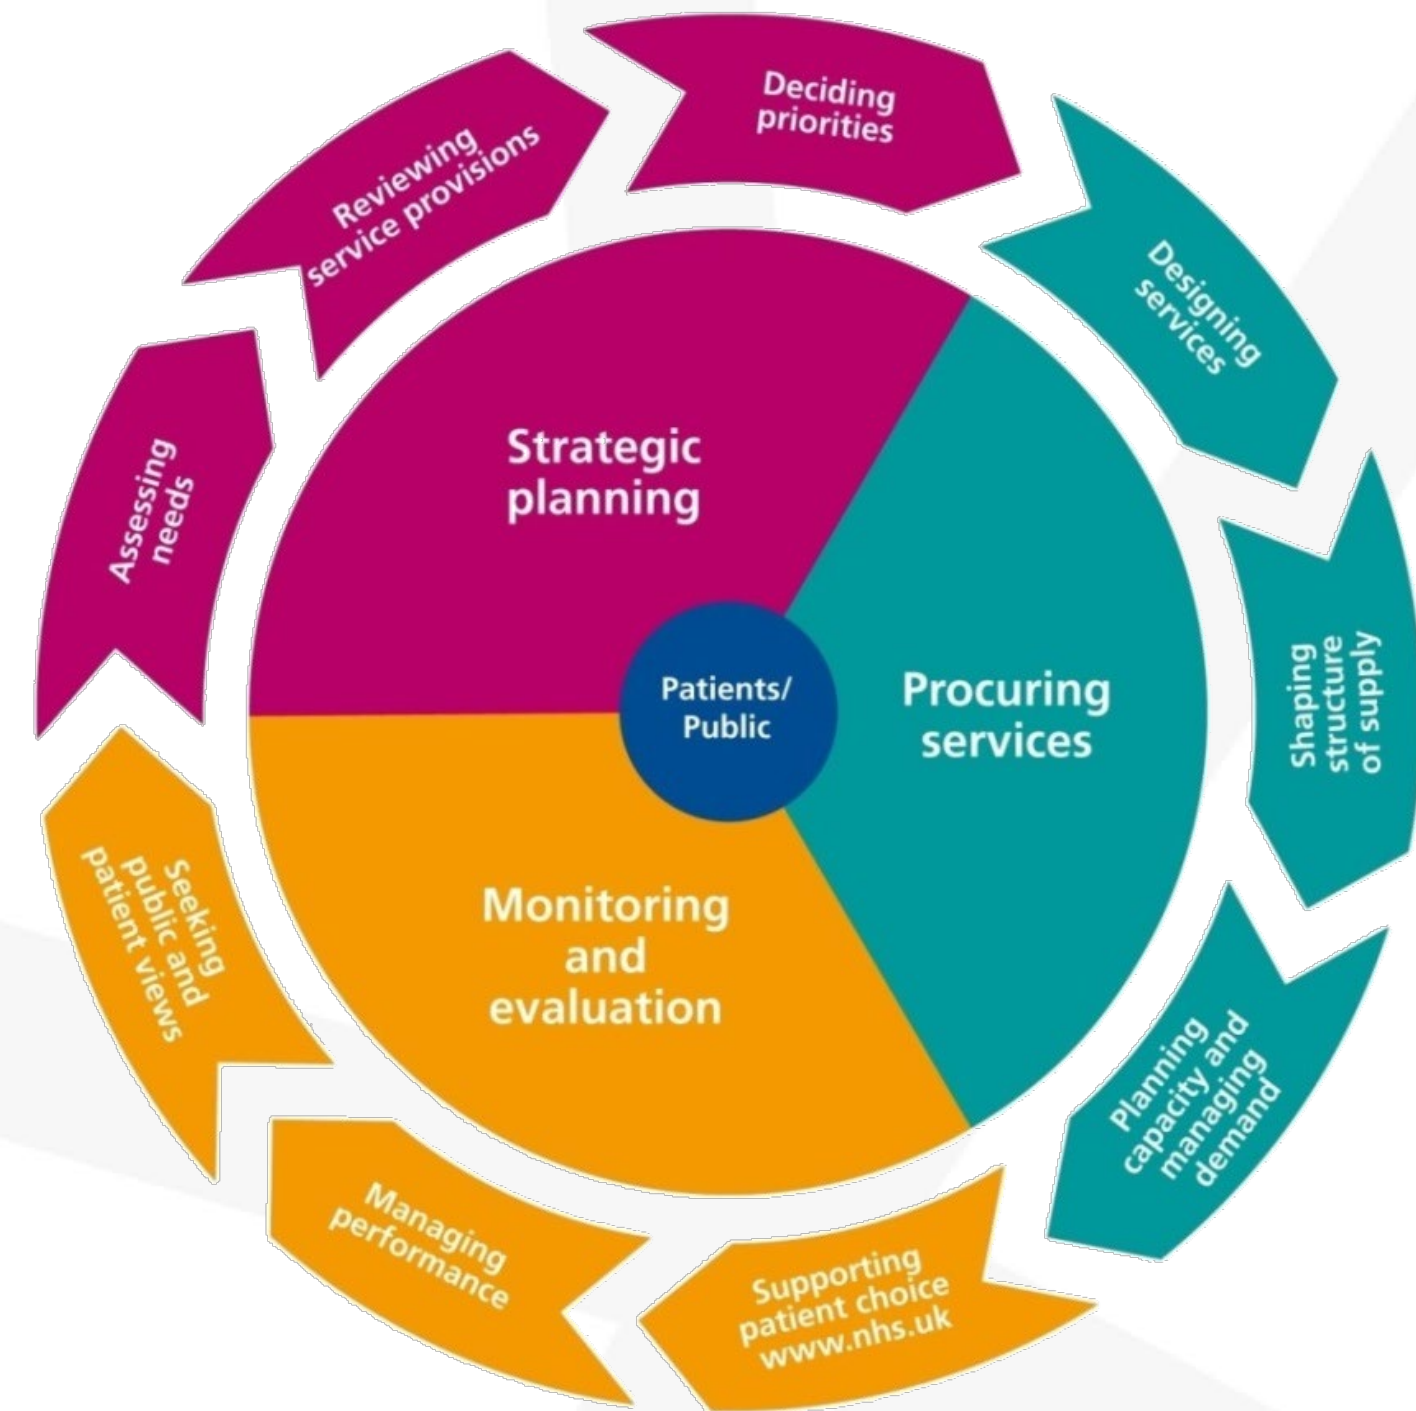 Deciding
priorities
Designing
services
Shaping
structure
of supply
Planning
capacity and
managing
demand
Supporting
patient choice
www.nhs.uk
Managing
performance
Seeking
public and
patient views
Assessing
needs
Reviewing
service provisions
Strategic
planning
Procuring
services
Monitoring
and
evaluation
Patients/
Public